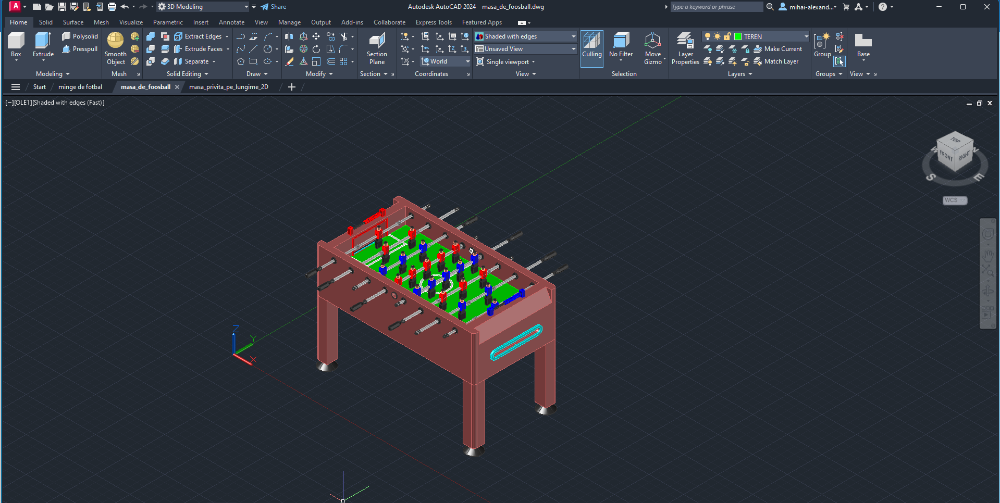 A 3D Modeling Share Autodesk AutoCAD 2024 masa_de_foosball.dwg Type a keyword or phrase mihai-alexand...
Home Solid Surface Mesh Visualize Parametric Insert Annotate View Manage Output Add-ins Collaborate Express Tools Featured Apps
Polysolid Extract Edges Shaded with edges TEREN
Presspull Extrude Faces Unsaved View Make Current
Box Extrude Smooth Object Separate Section Plane World Single viewport Culling No Filter Move Gizmo Layer Properties Match Layer Group Base
Modeling Mesh Solid Editing Draw Modify Section Coordinates View Selection Layers Groups View
Start minge de fotbal masa_de_foosball masa_privita_pe_lungime_2D
[−][OLE1][Shaded with edges (Fast)]
TOP
W N
FRONT RIGHT
S E
WCS
Z
Y
X